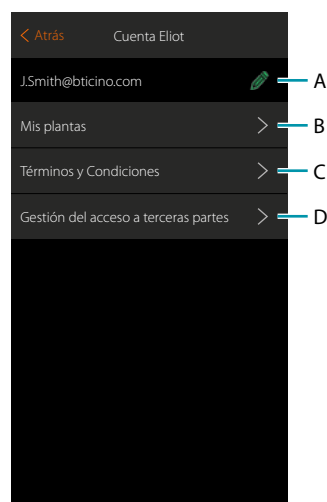 Atrás Cuenta Eliot
J.Smith@bticino.com A
Mis plantas B
Términos y Condiciones C
Gestión del acceso a terceras partes D